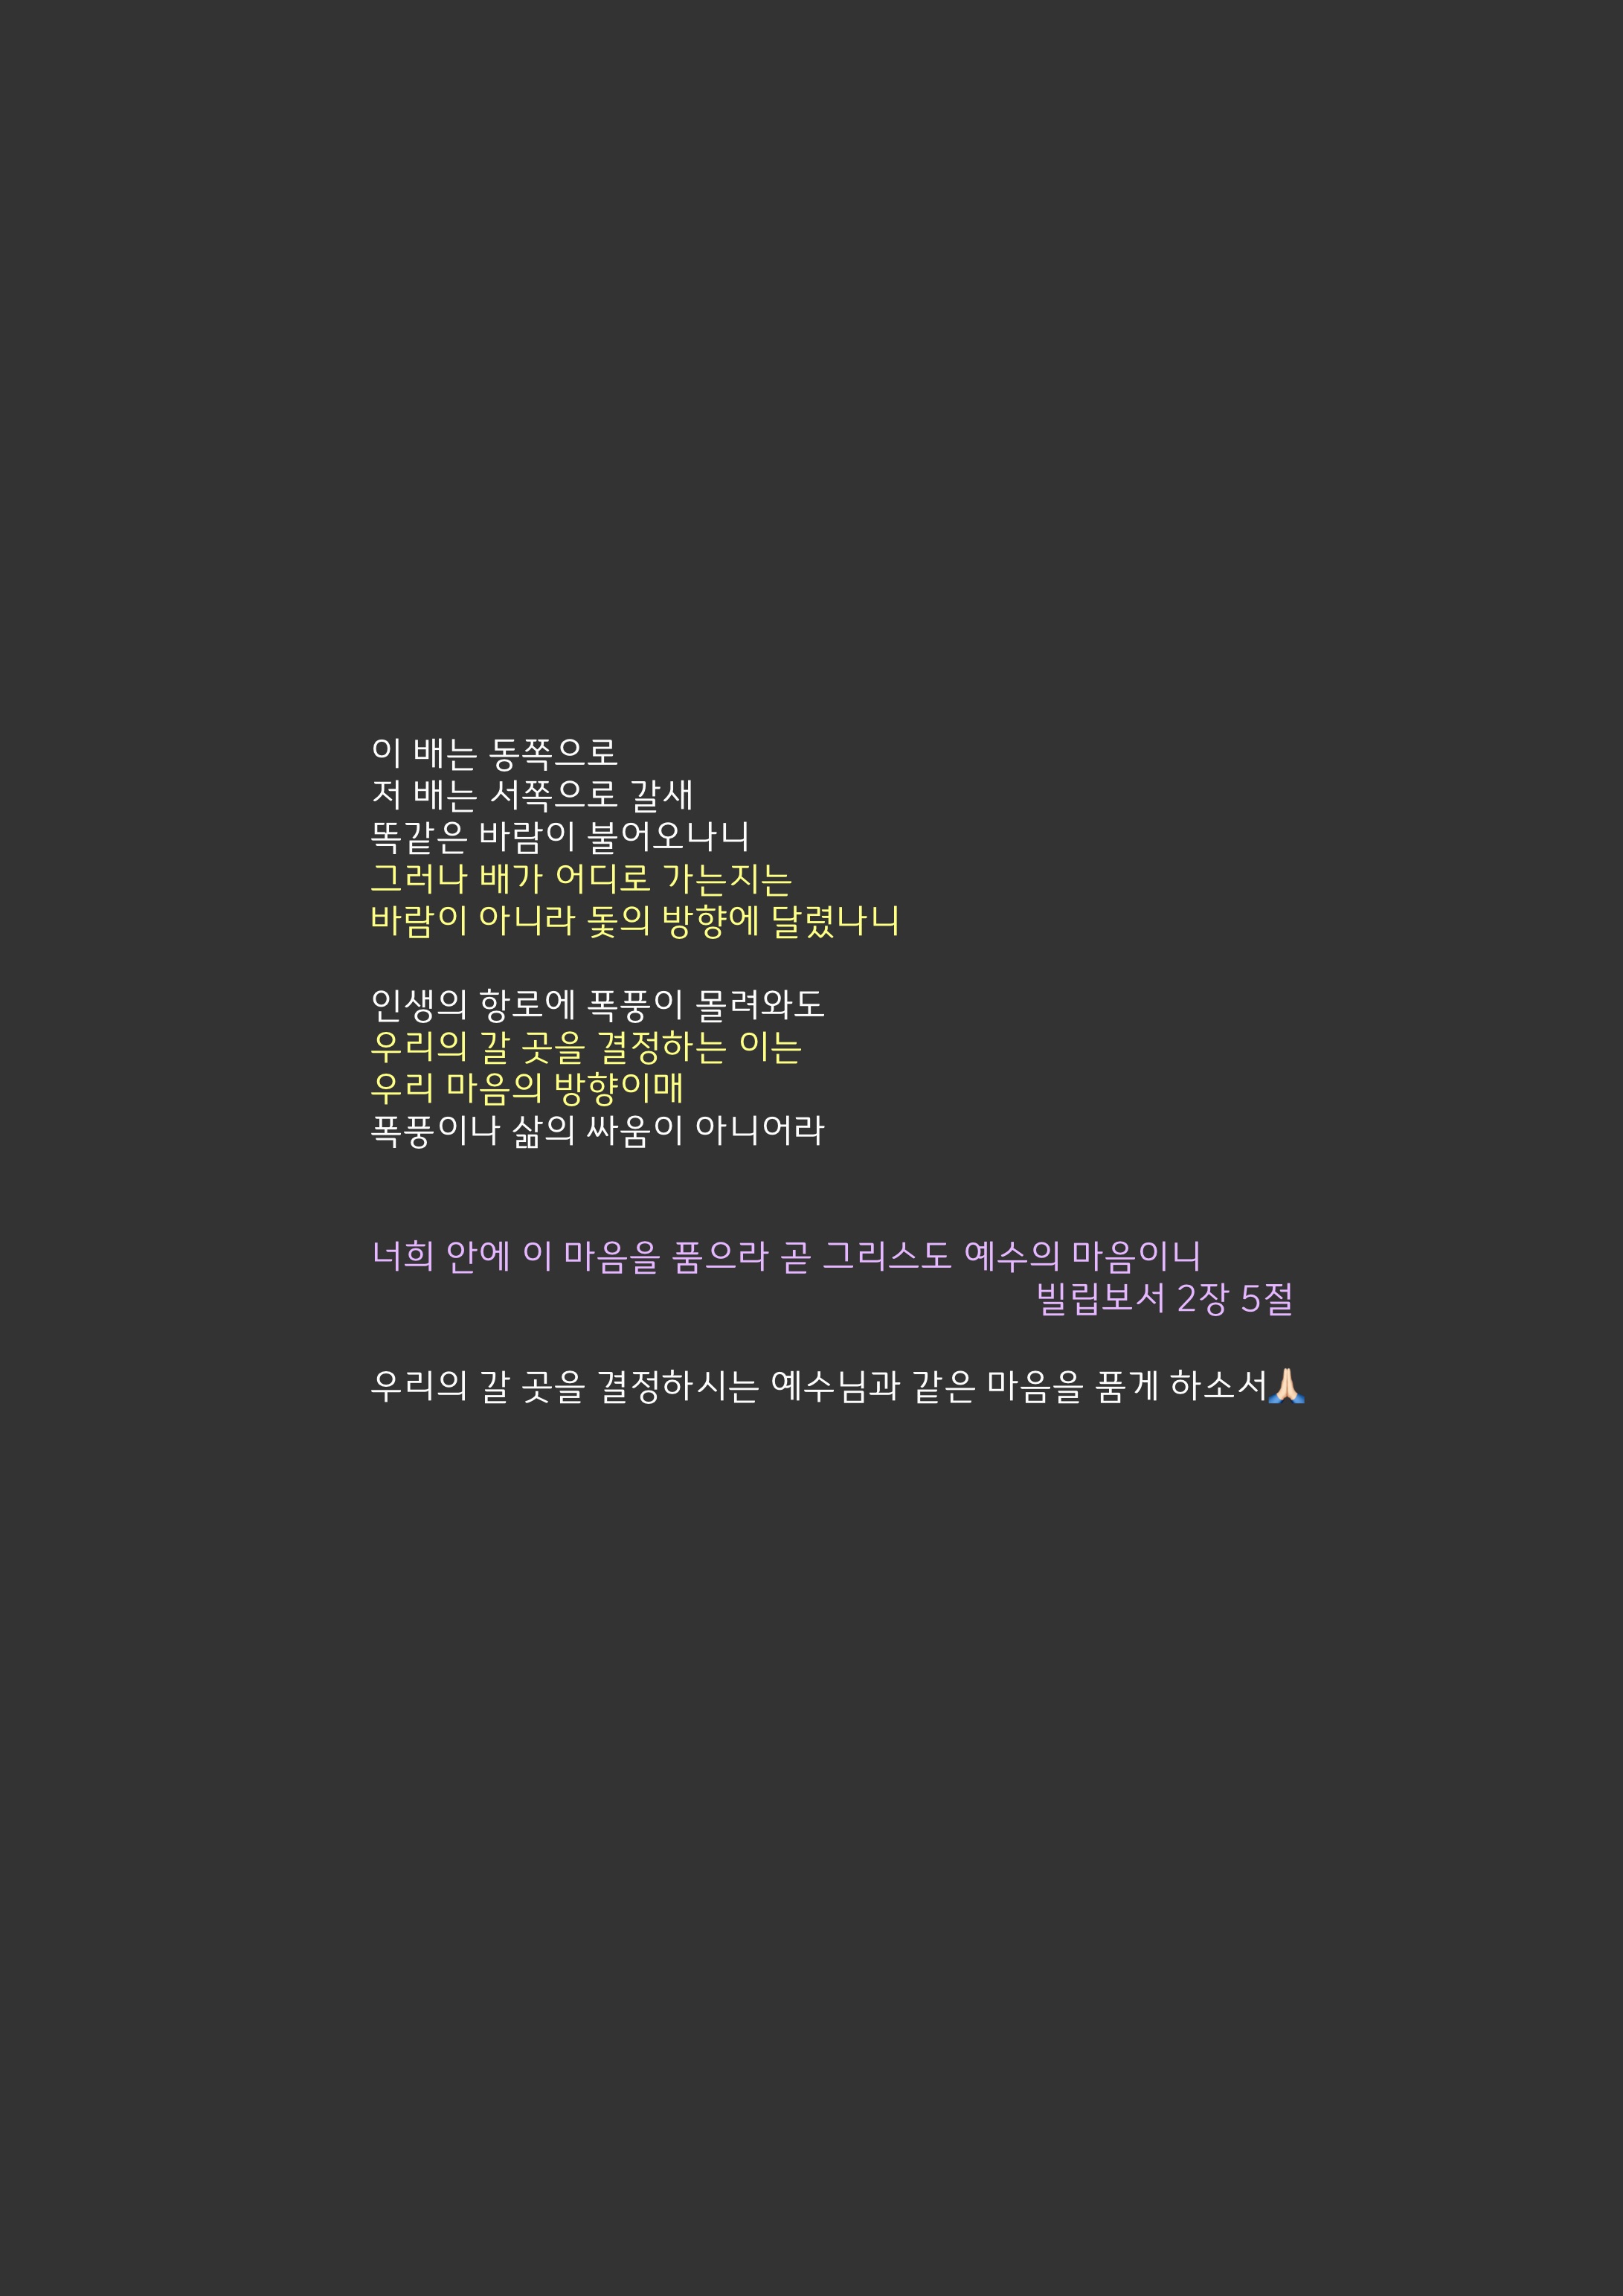 이 배는 동쪽으로
저 배는 서쪽으로 갈새
똑같은 바람이 불어오나니
그러나 배가 어디로 가는지는
바람이 아니라 돛의 방향에 달렸나니
인생의 항로에 폭풍이 몰려와도
우리의 갈 곳을 결정하는 이는
우리 마음의 방향이매
폭풍이나 삶의 싸움이 아니어라
너희 안에 이 마음을 품으라 곧 그리스도 예수의 마음이니
빌립보서 2장 5절
우리의 갈 곳을 결정하시는 예수님과 같은 마음을 품게 하소서🙏🏻